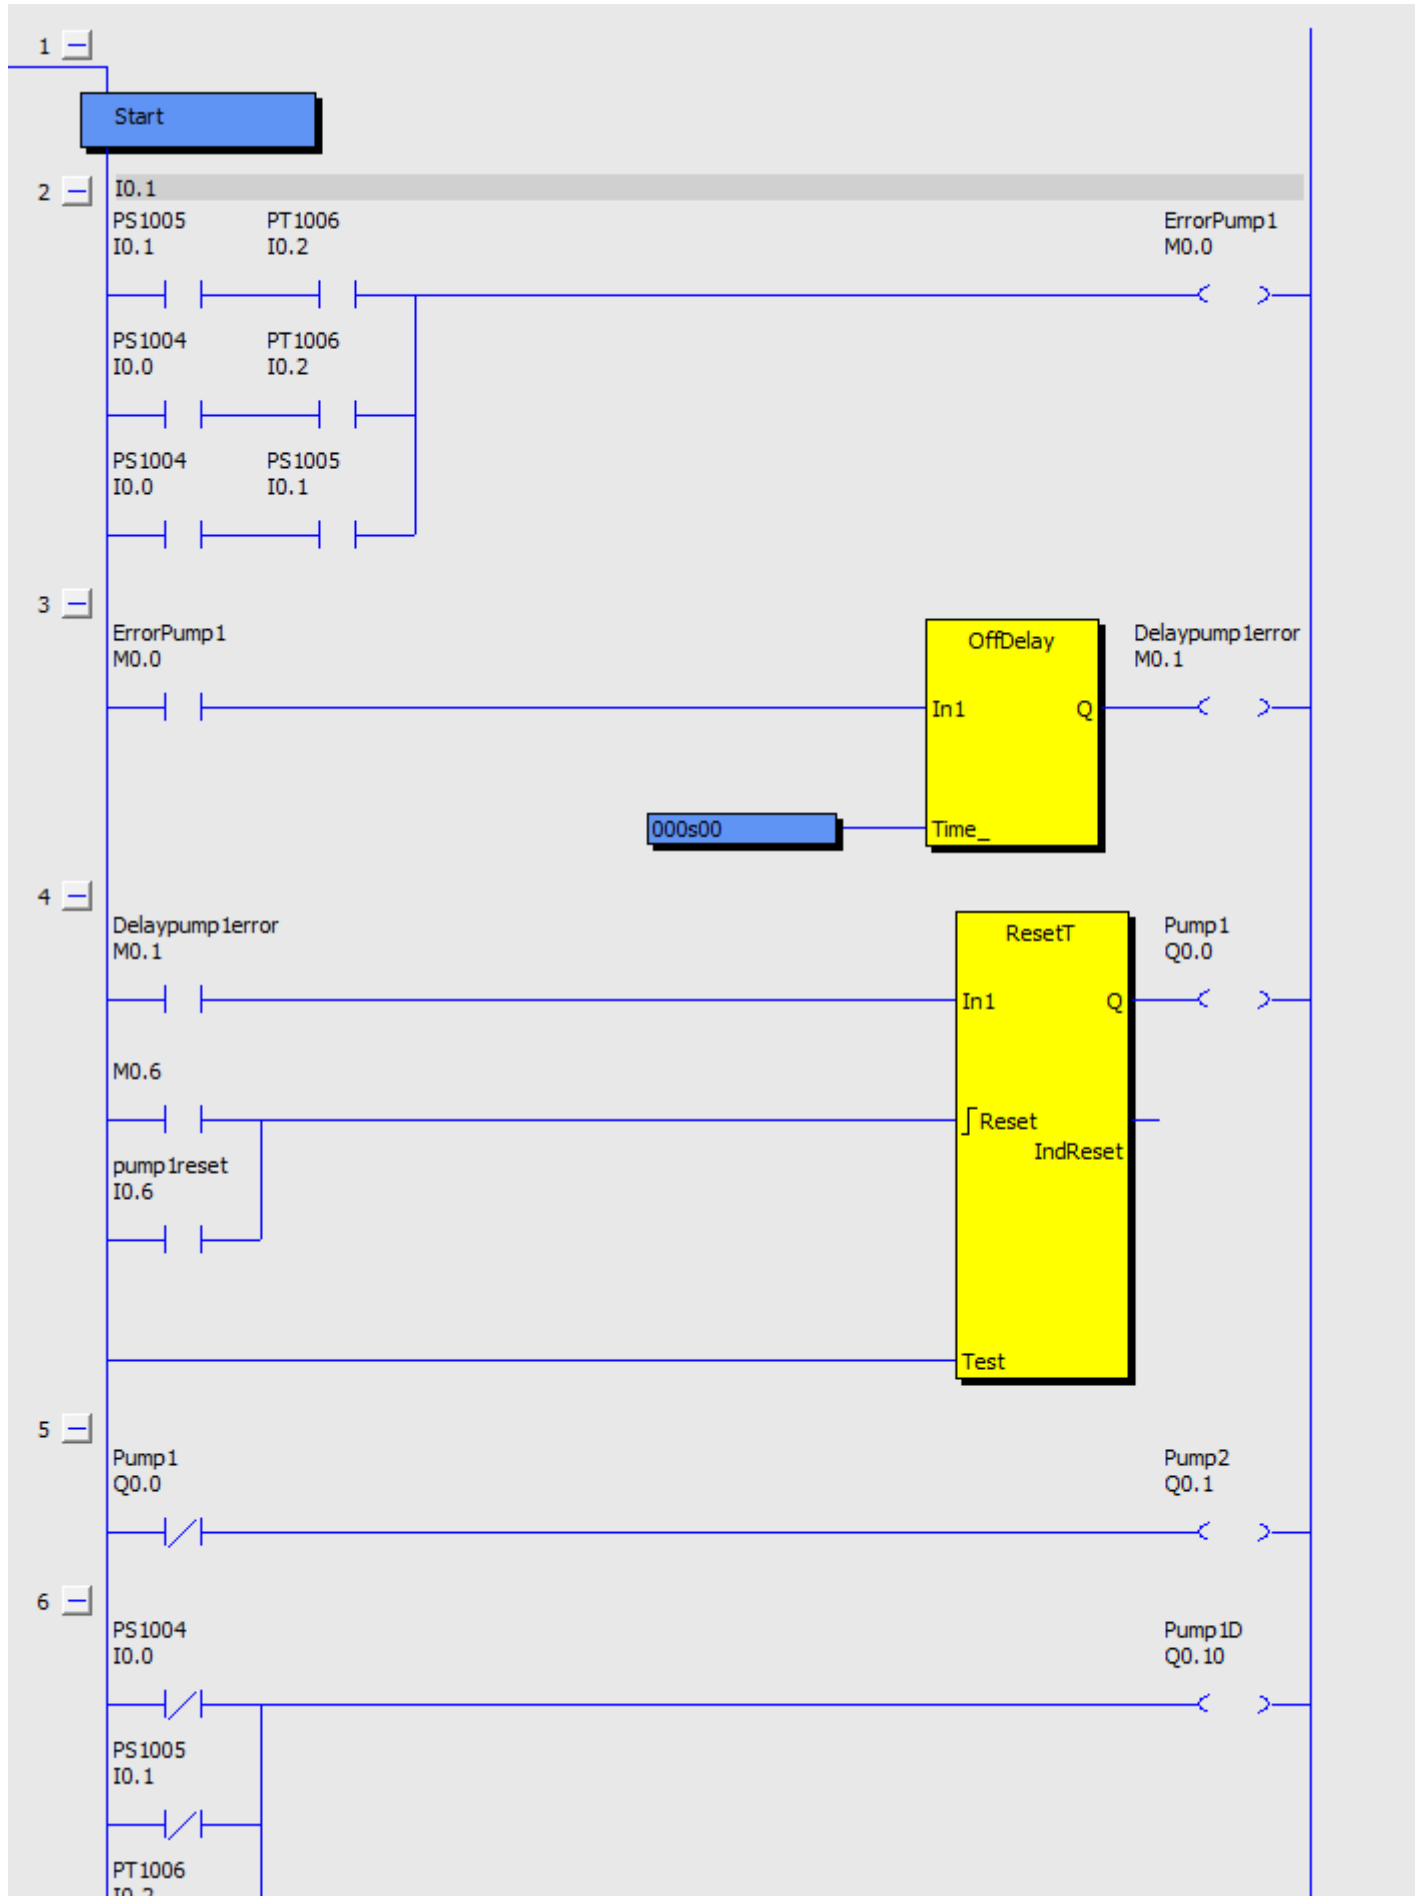 1
Start
2
I0.1
PS1005 PT1006 ErrorPump1
I0.1 I0.2 M0.0
PS1004 PT1006
I0.0 I0.2
PS1004 PS1005
I0.0 I0.1
3
ErrorPump1 OffDelay Delaypump1error
M0.0 M0.1
In1 Q
000s00 Time_
4
Delaypump1error ResetT Pump1
M0.1 Q0.0
In1 Q
M0.6
Reset
IndReset
pump1reset
I0.6
Test
5
Pump1 Pump2
Q0.0 Q0.1
6
PS1004 Pump1D
I0.0 Q0.10
PS1005
I0.1
PT1006